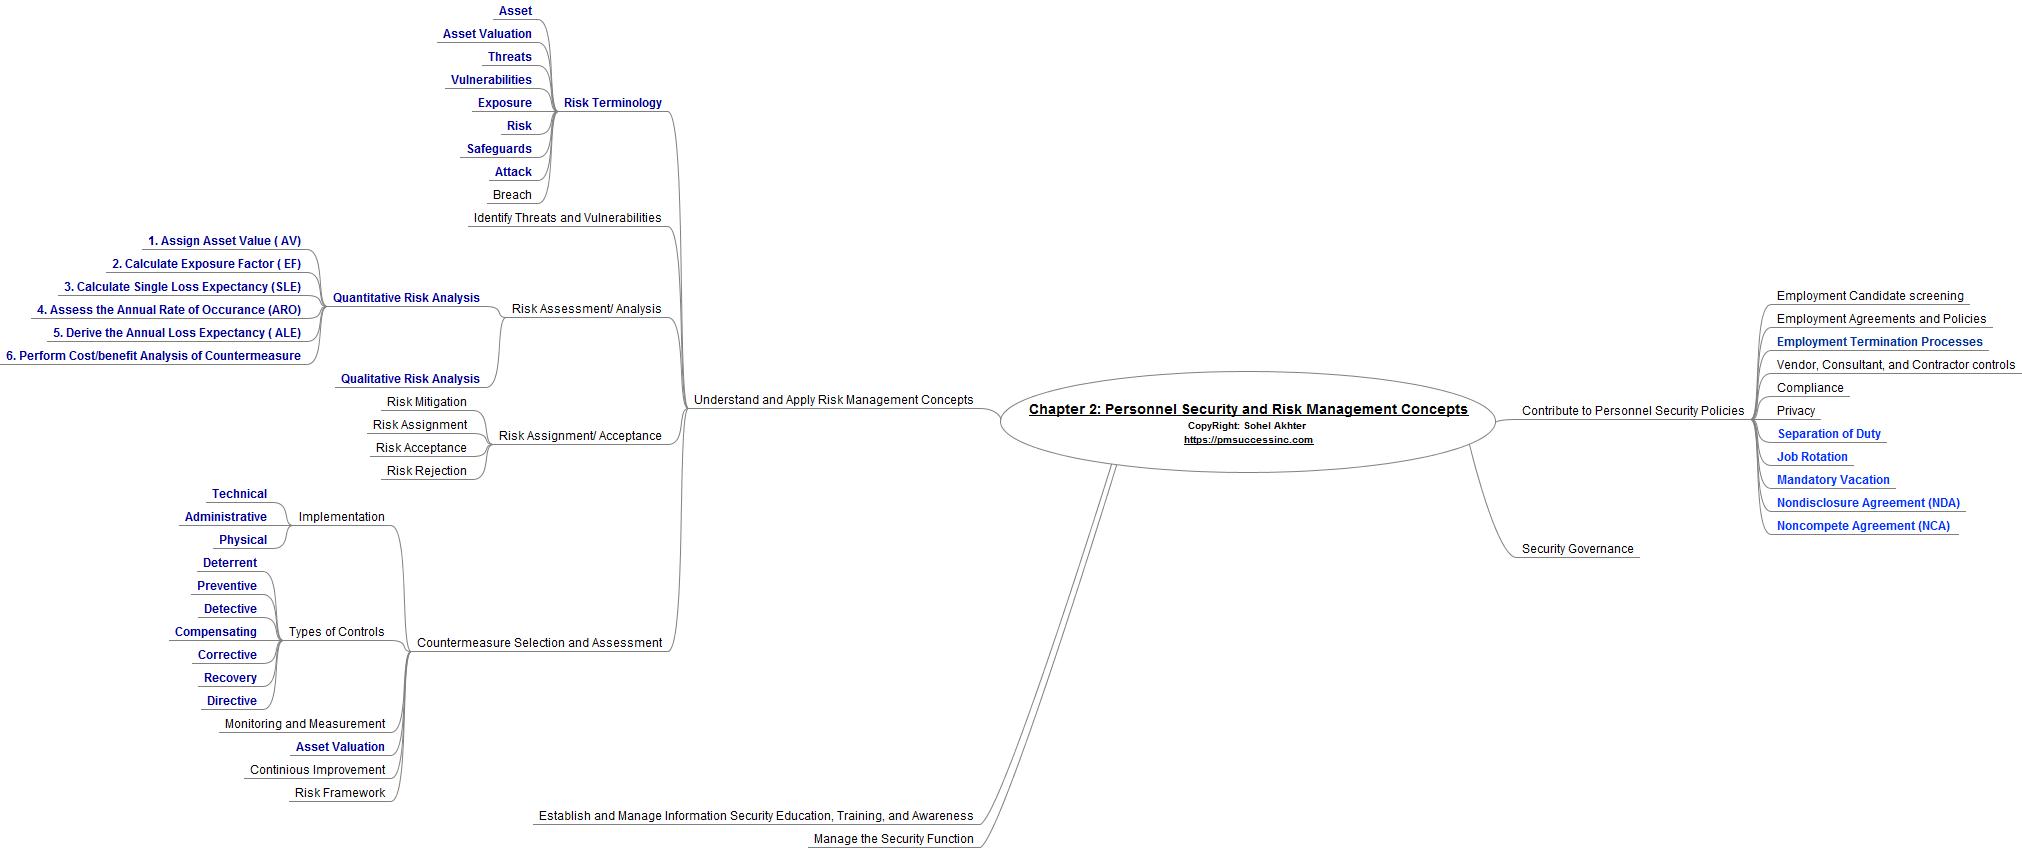 Asset
Asset Valuation
Threats
Vulnerabilities
Exposure
Risk
Safeguards
Attack
Breach
Risk Terminology
Identify Threats and Vulnerabilities
1. Assign Asset Value ( AV)
2. Calculate Exposure Factor ( EF)
3. Calculate Single Loss Expectancy (SLE)
4. Assess the Annual Rate of Occurance (ARO)
5. Derive the Annual Loss Expectancy ( ALE)
6. Perform Cost/benefit Analysis of Countermeasure
Quantitative Risk Analysis
Qualitative Risk Analysis
Risk Assessment/ Analysis
Risk Mitigation
Risk Assignment
Risk Acceptance
Risk Rejection
Risk Assignment/ Acceptance
Technical
Administrative
Physical
Implementation
Deterrent
Preventive
Detective
Compensating
Corrective
Recovery
Directive
Types of Controls
Monitoring and Measurement
Asset Valuation
Continious Improvement
Risk Framework
Countermeasure Selection and Assessment
Understand and Apply Risk Management Concepts
Establish and Manage Information Security Education, Training, and Awareness
Manage the Security Function
Chapter 2: Personnel Security and Risk Management Concepts
CopyRight: Sohel Akhter
https://pmsuccessinc.com
Contribute to Personnel Security Policies
Employment Candidate screening
Employment Agreements and Policies
Employment Termination Processes
Vendor, Consultant, and Contractor controls
Compliance
Privacy
Separation of Duty
Job Rotation
Mandatory Vacation
Nondisclosure Agreement (NDA)
Noncompete Agreement (NCA)
Security Governance